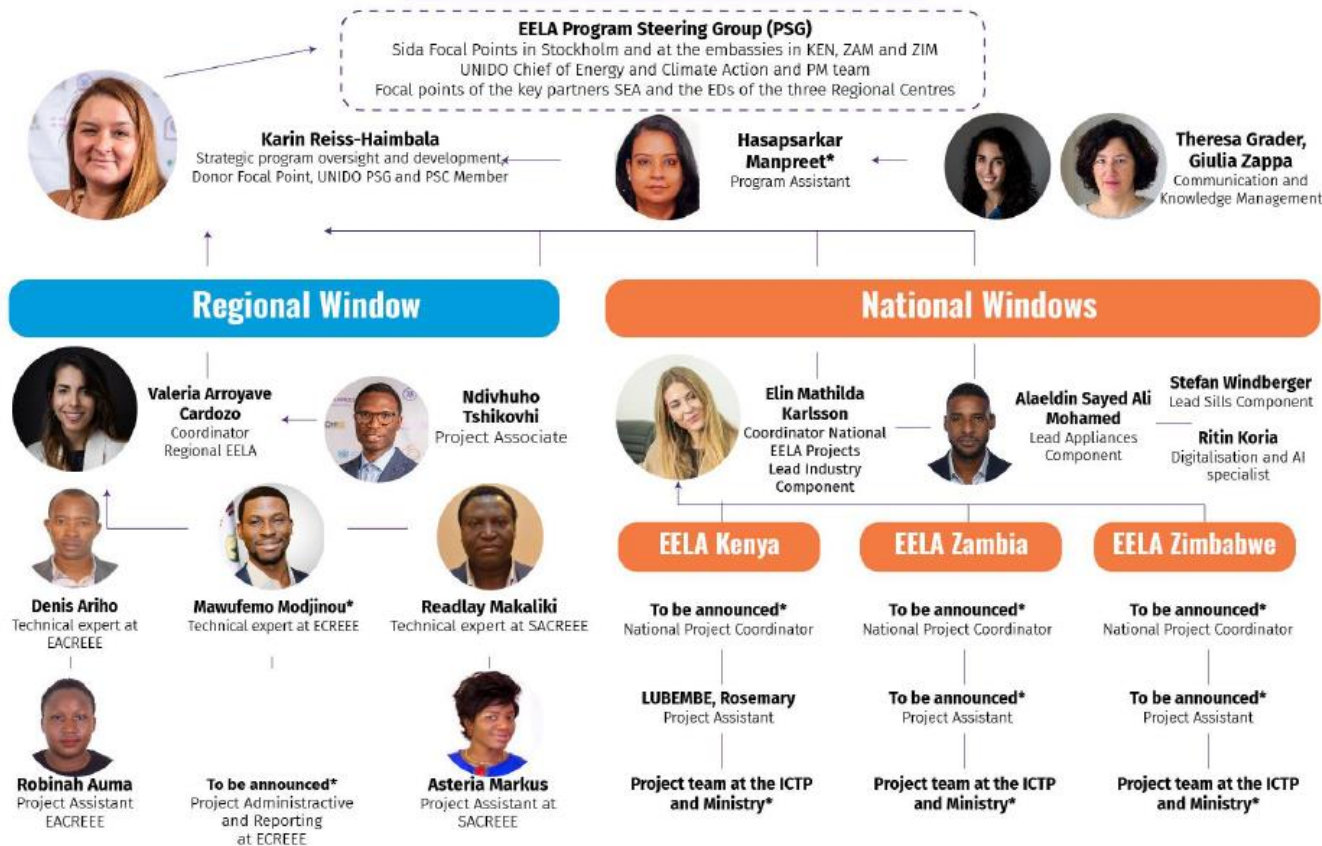 EELA Program Steering Group (PSG)
Sida Focal Points in Stockholm and at the embassies in KEN, ZAM and ZIM
UNIDO Chief of Energy and Climate Action and PM team
Focal points of the key partners SEA and the EDs of the three Regional Centres
Karin Reiss-Haimbala
Strategic program oversight and development,
Donor Focal Point, UNIDO PSG and PSC Member
Hasapsarkar
Manpreet*
Program Assistant
Theresa Grader,
Giulia Zappa
Communication and
Knowledge Management
Regional Window
National Windows
Valeria Arroyave
Cardozo
Coordinator
Regional EELA
Ndivhuho
Tshikovhi
Project Associate
Elin Mathilda
Karlsson
Coordinator National
EELA Projects
Lead Industry
Component
Alaeldin Sayed Ali
Mohamed
Lead Appliances
Component
Stefan Windberger
Lead Sills Component
Ritin Koria
Digitalisation and AI
specialist
EELA Kenya
EELA Zambia
EELA Zimbabwe
Denis Ariho
Technical expert at
EACREEE
Mawufemo Modjinou*
Technical expert at ECREEE
Readlay Makaliki
Technical expert at SACREEE
To be announced*
National Project Coordinator
To be announced*
National Project Coordinator
To be announced*
National Project Coordinator
LUBEMBE, Rosemary
Project Assistant
To be announced*
Project Assistant
To be announced*
Project Assistant
Robinah Auma
Project Assistant
EACREEE
To be announced*
Project Administractive
and Reporting
at ECREEE
Asteria Markus
Project Assistant at
SACREEE
Project team at the ICTP
and Ministry*
Project team at the ICTP
and Ministry*
Project team at the ICTP
and Ministry*